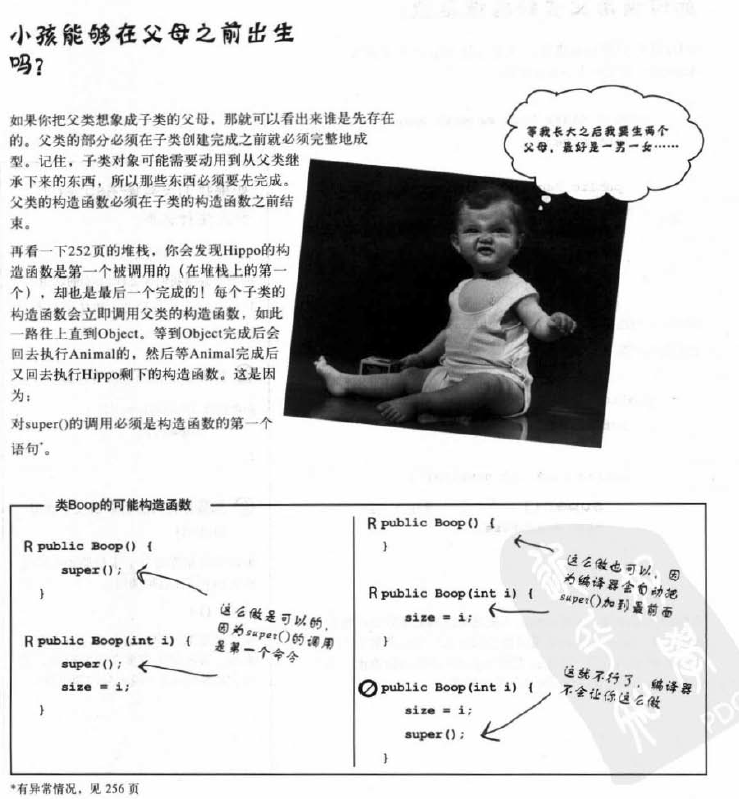 小孩能够在父母之前出生
吗?
如果你把父类想象成子类的父母，那就可以看出来谁是先存在
的。父类的部分必须在子类创建完成之前就必须完整地成
型。记住，子类对象可能需要动用到从父类继
承下来的东西，所以那些东西必须要先完成。
父类的构造函数必须在子类的构造函数之前结
束。
再看一下252页的堆栈，你会发现Hippo的构
造函数是第一个被调用的（在堆栈上的第一
个），却也是最后一个完成的！每个子类的
构造函数会立即调用父类的构造函数，如此
一路往上直到Object。等到Object完成后会
回去执行Animal的，然后等Animal完成后
又回去执行Hippo剩下的构造函数。这是因
为：
对super()的调用必须是构造函数的第一个
语句*。
等我长大之后我要生两个
父母，最好是一男一女……
类Boop的可能构造函数
R public Boop() {
super();
}
这么做是可以的，
因为super()的调用
是第一个命令
R public Boop(int i) {
super();
size = i;
}
R public Boop() {
}
这么做也可以，因
为编译器会自动把
super()加到最前面
R public Boop(int i) {
size = i;
}
public Boop(int i) {
size = i;
super();
}
这就不行了，编译器
不会让你这么做
*有异常情况，见 256 页
PDG